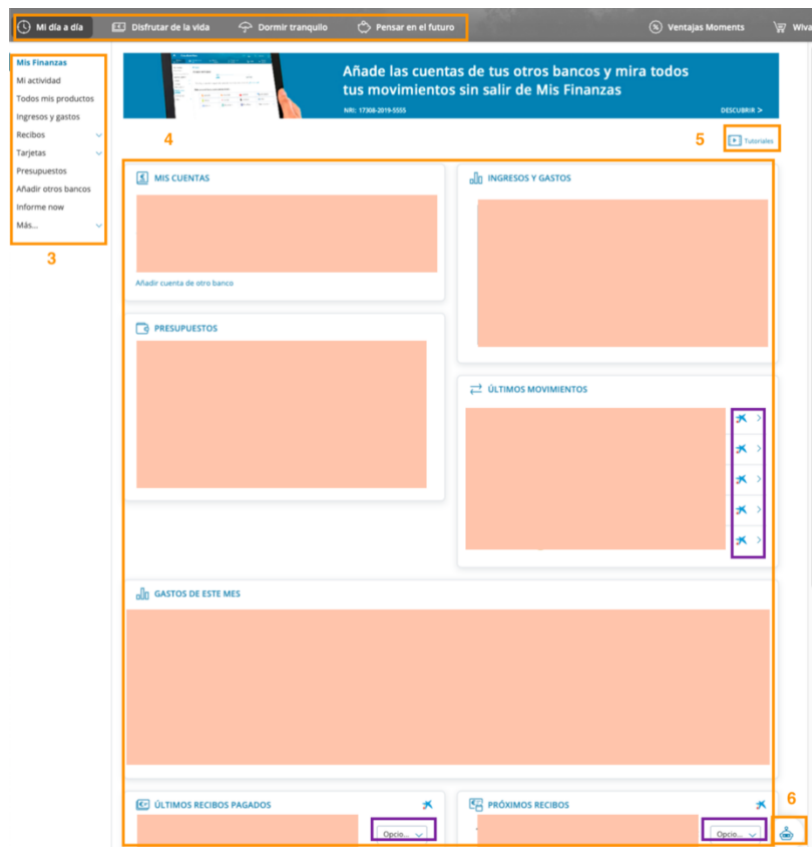 Mi día a día
Disfrutar de la vida
Dormir tranquilo
Pensar en el futuro
Ventajas Moments
Wiva
Mis Finanzas
Mi actividad
Todos mis productos
Ingresos y gastos
Recibos
Tarjetas
Presupuestos
Añadir otros bancos
Informe now
Más...
3
Añade las cuentas de tus otros bancos y mira todos
tus movimientos sin salir de Mis Finanzas
NRI: 17308-2019-5555
DESCUBRIR >
4
5
Tutoriales
MIS CUENTAS
Añadir cuenta de otro banco
INGRESOS Y GASTOS
PRESUPUESTOS
ÚLTIMOS MOVIMIENTOS
GASTOS DE ESTE MES
ÚLTIMOS RECIBOS PAGADOS
Opcio...
PRÓXIMOS RECIBOS
Opcio...
6